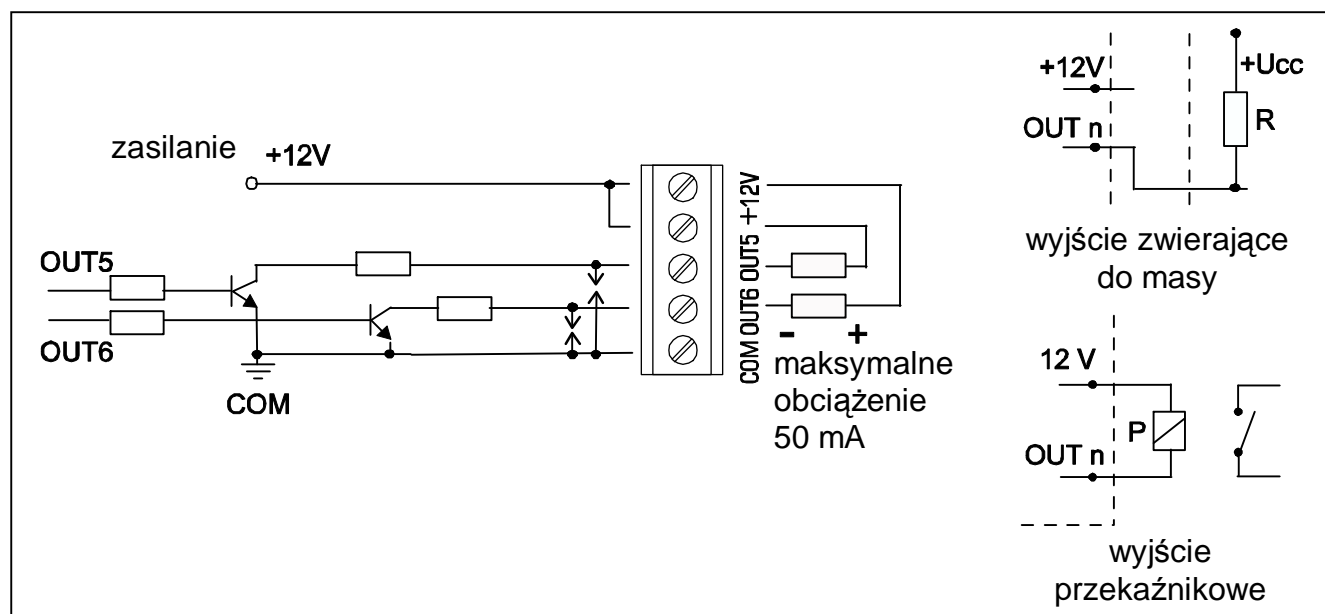 zasilanie
+12V
OUT5
OUT6
COM
COM OUT6 OUT5 +12V
- +
maksymalne
obciążenie
50 mA
+12V
+Ucc
OUT n
R
wyjście zwierające
do masy
12 V
P
OUT n
wyjście
przekaźnikowe